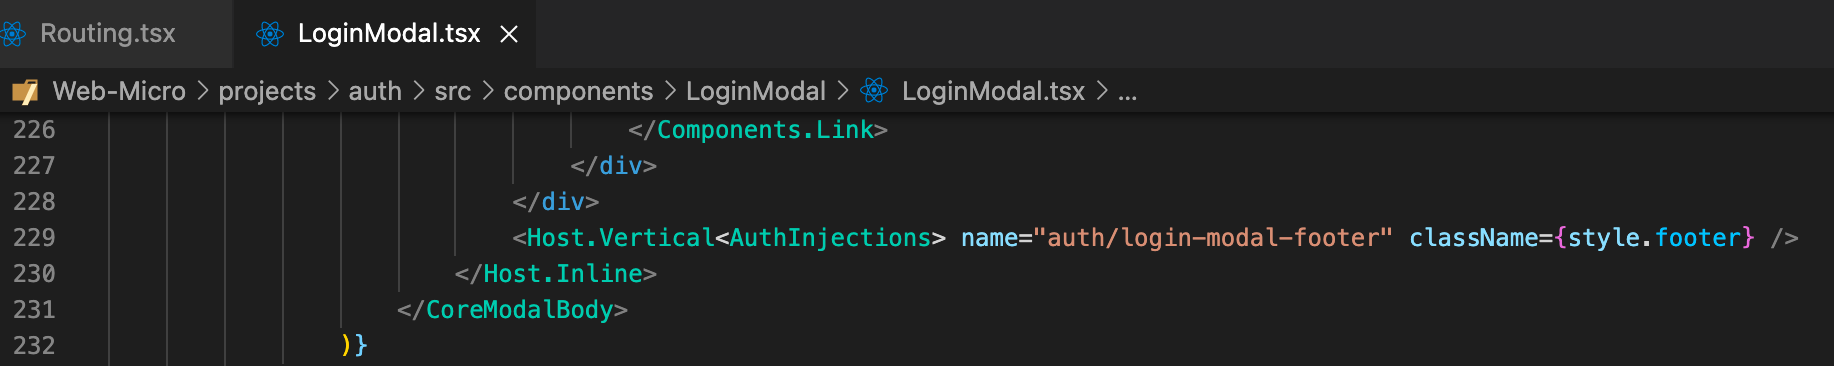 Routing.tsx LoginModal.tsx ×
Web-Micro > projects > auth > src > components > LoginModal > LoginModal.tsx > ...
226 </Components.Link>
227 </div>
228 </div>
229 <Host.Vertical<AuthInjections> name="auth/login-modal-footer" className={style.footer} />
230 </Host.Inline>
231 </CoreModalBody>
232 )}